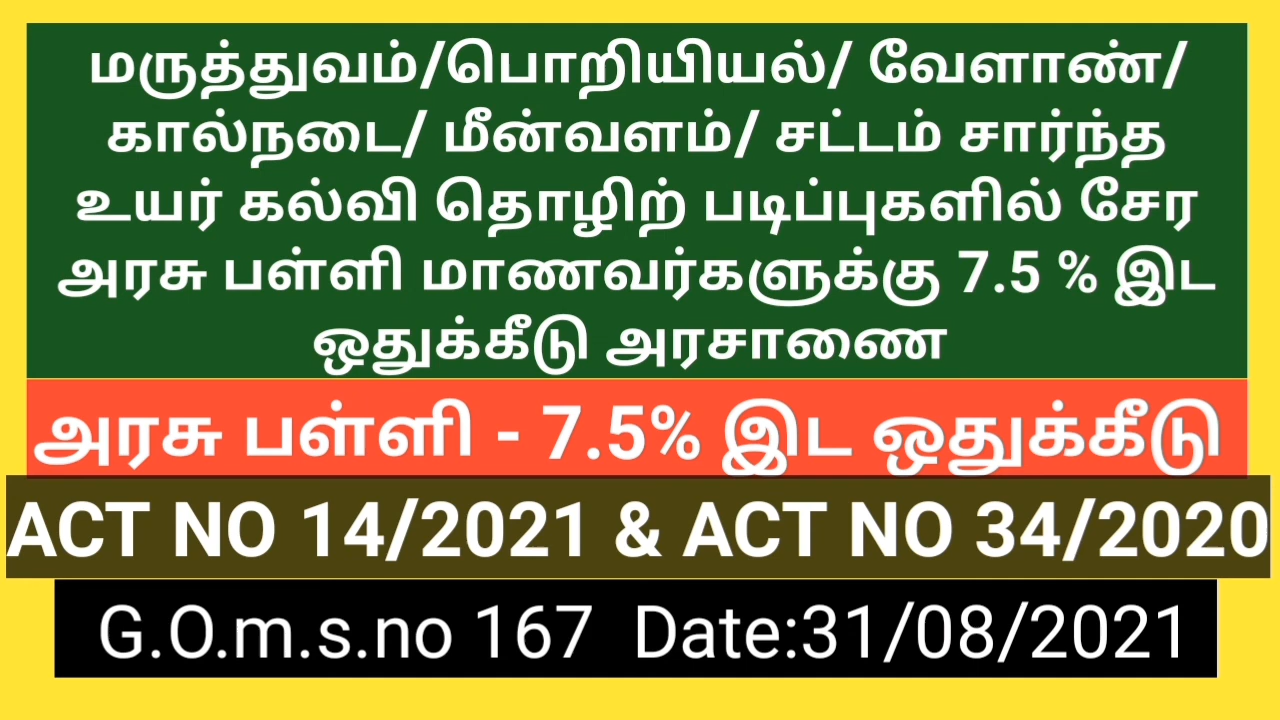 மருத்துவம்/பொறியியல்/ வேளாண்/
கால்நடை/ மீன்வளம்/ சட்டம் சார்ந்த
உயர் கல்வி தொழிற் படிப்புகளில் சேர
அரசு பள்ளி மாணவர்களுக்கு 7.5 % இட
ஒதுக்கீடு அரசாணை
அரசு பள்ளி - 7.5% இட ஒதுக்கீடு
ACT NO 14/2021 & ACT NO 34/2020
G.O.m.s.no 167 Date:31/08/2021